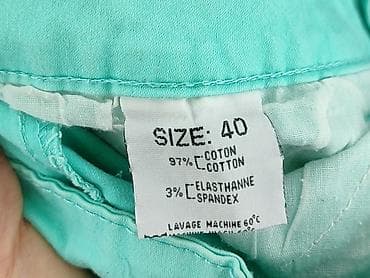 SIZE: 40
97% COTON
COTTON
3% ELASTHANNE
SPANDEX
LAVAGE MACHINE 60°C